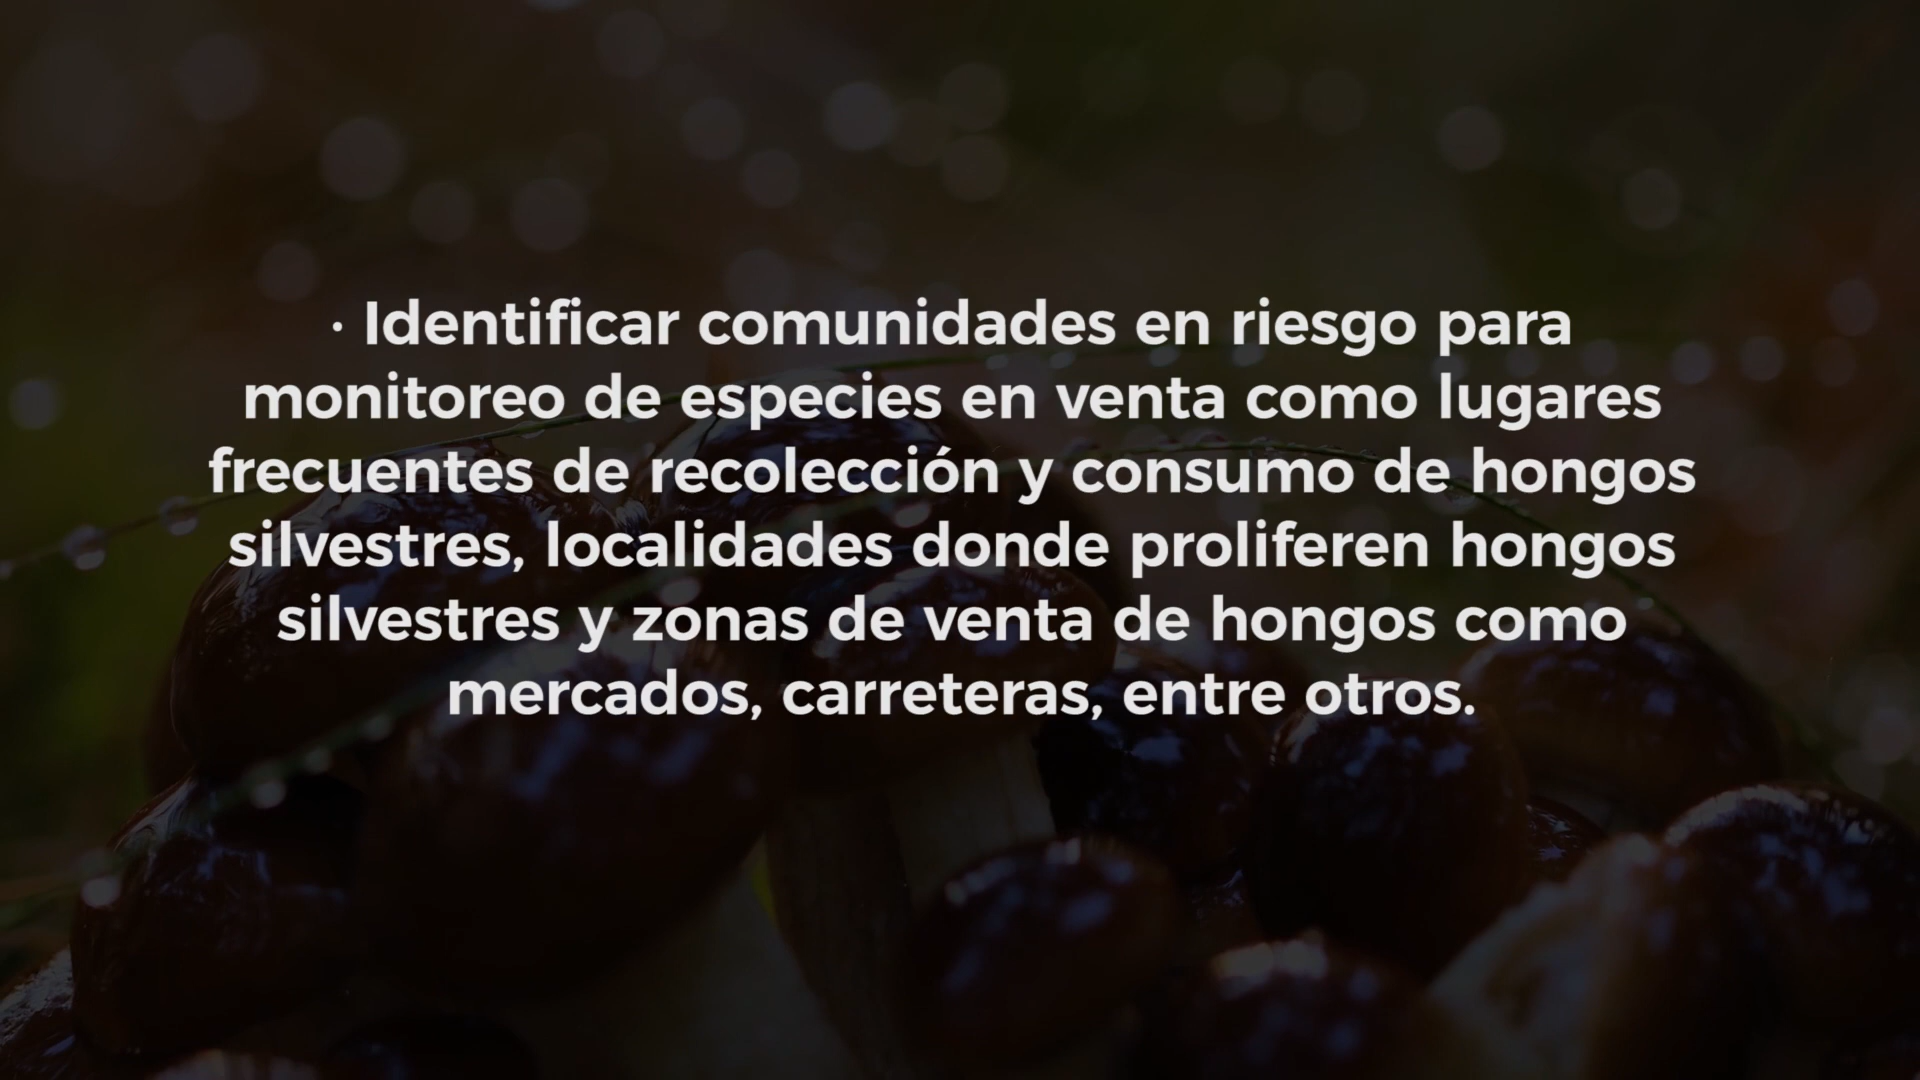 · Identificar comunidades en riesgo para
monitoreo de especies en venta como lugares
frecuentes de recolección y consumo de hongos
silvestres, localidades donde proliferen hongos
silvestres y zonas de venta de hongos como
mercados, carreteras, entre otros.